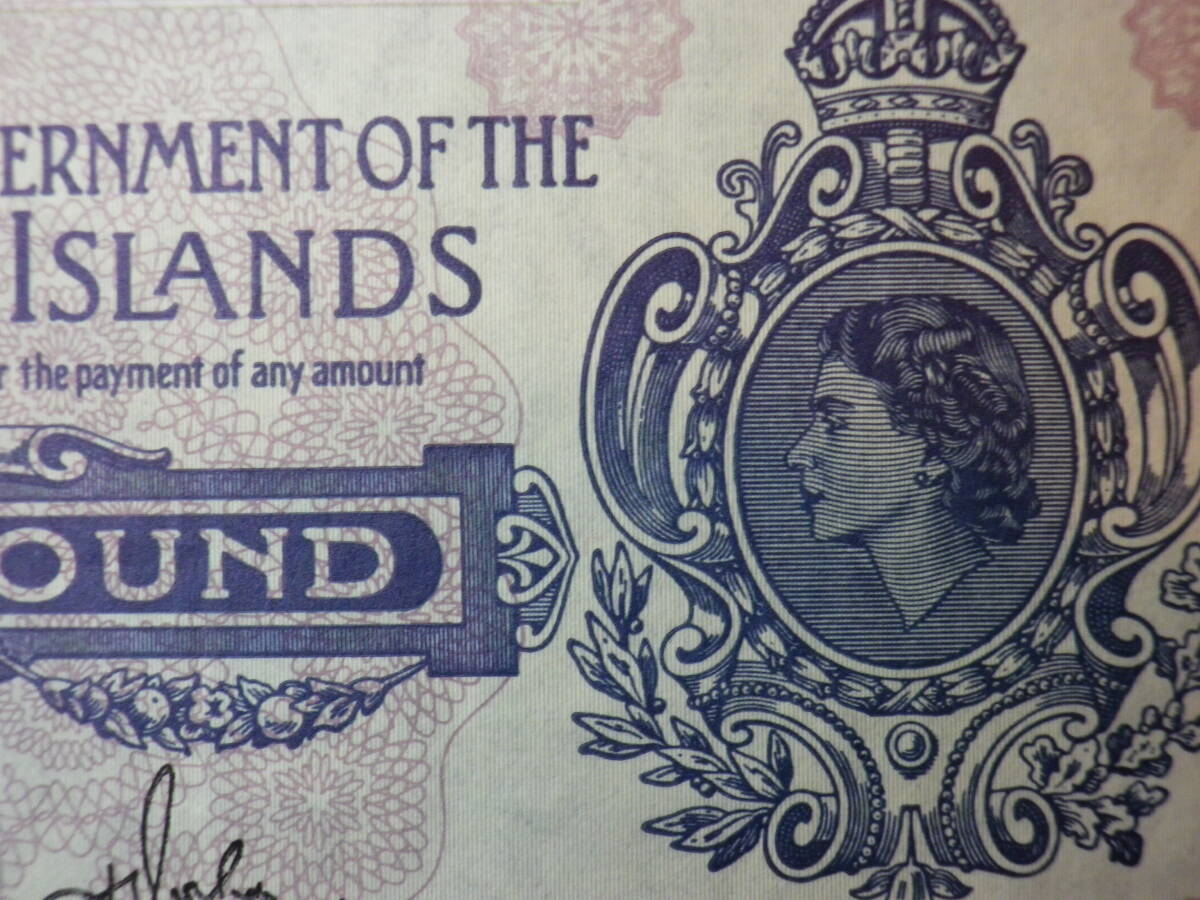 ERNMENT OF THE
ISLANDS
r the payment of any amount
OUND